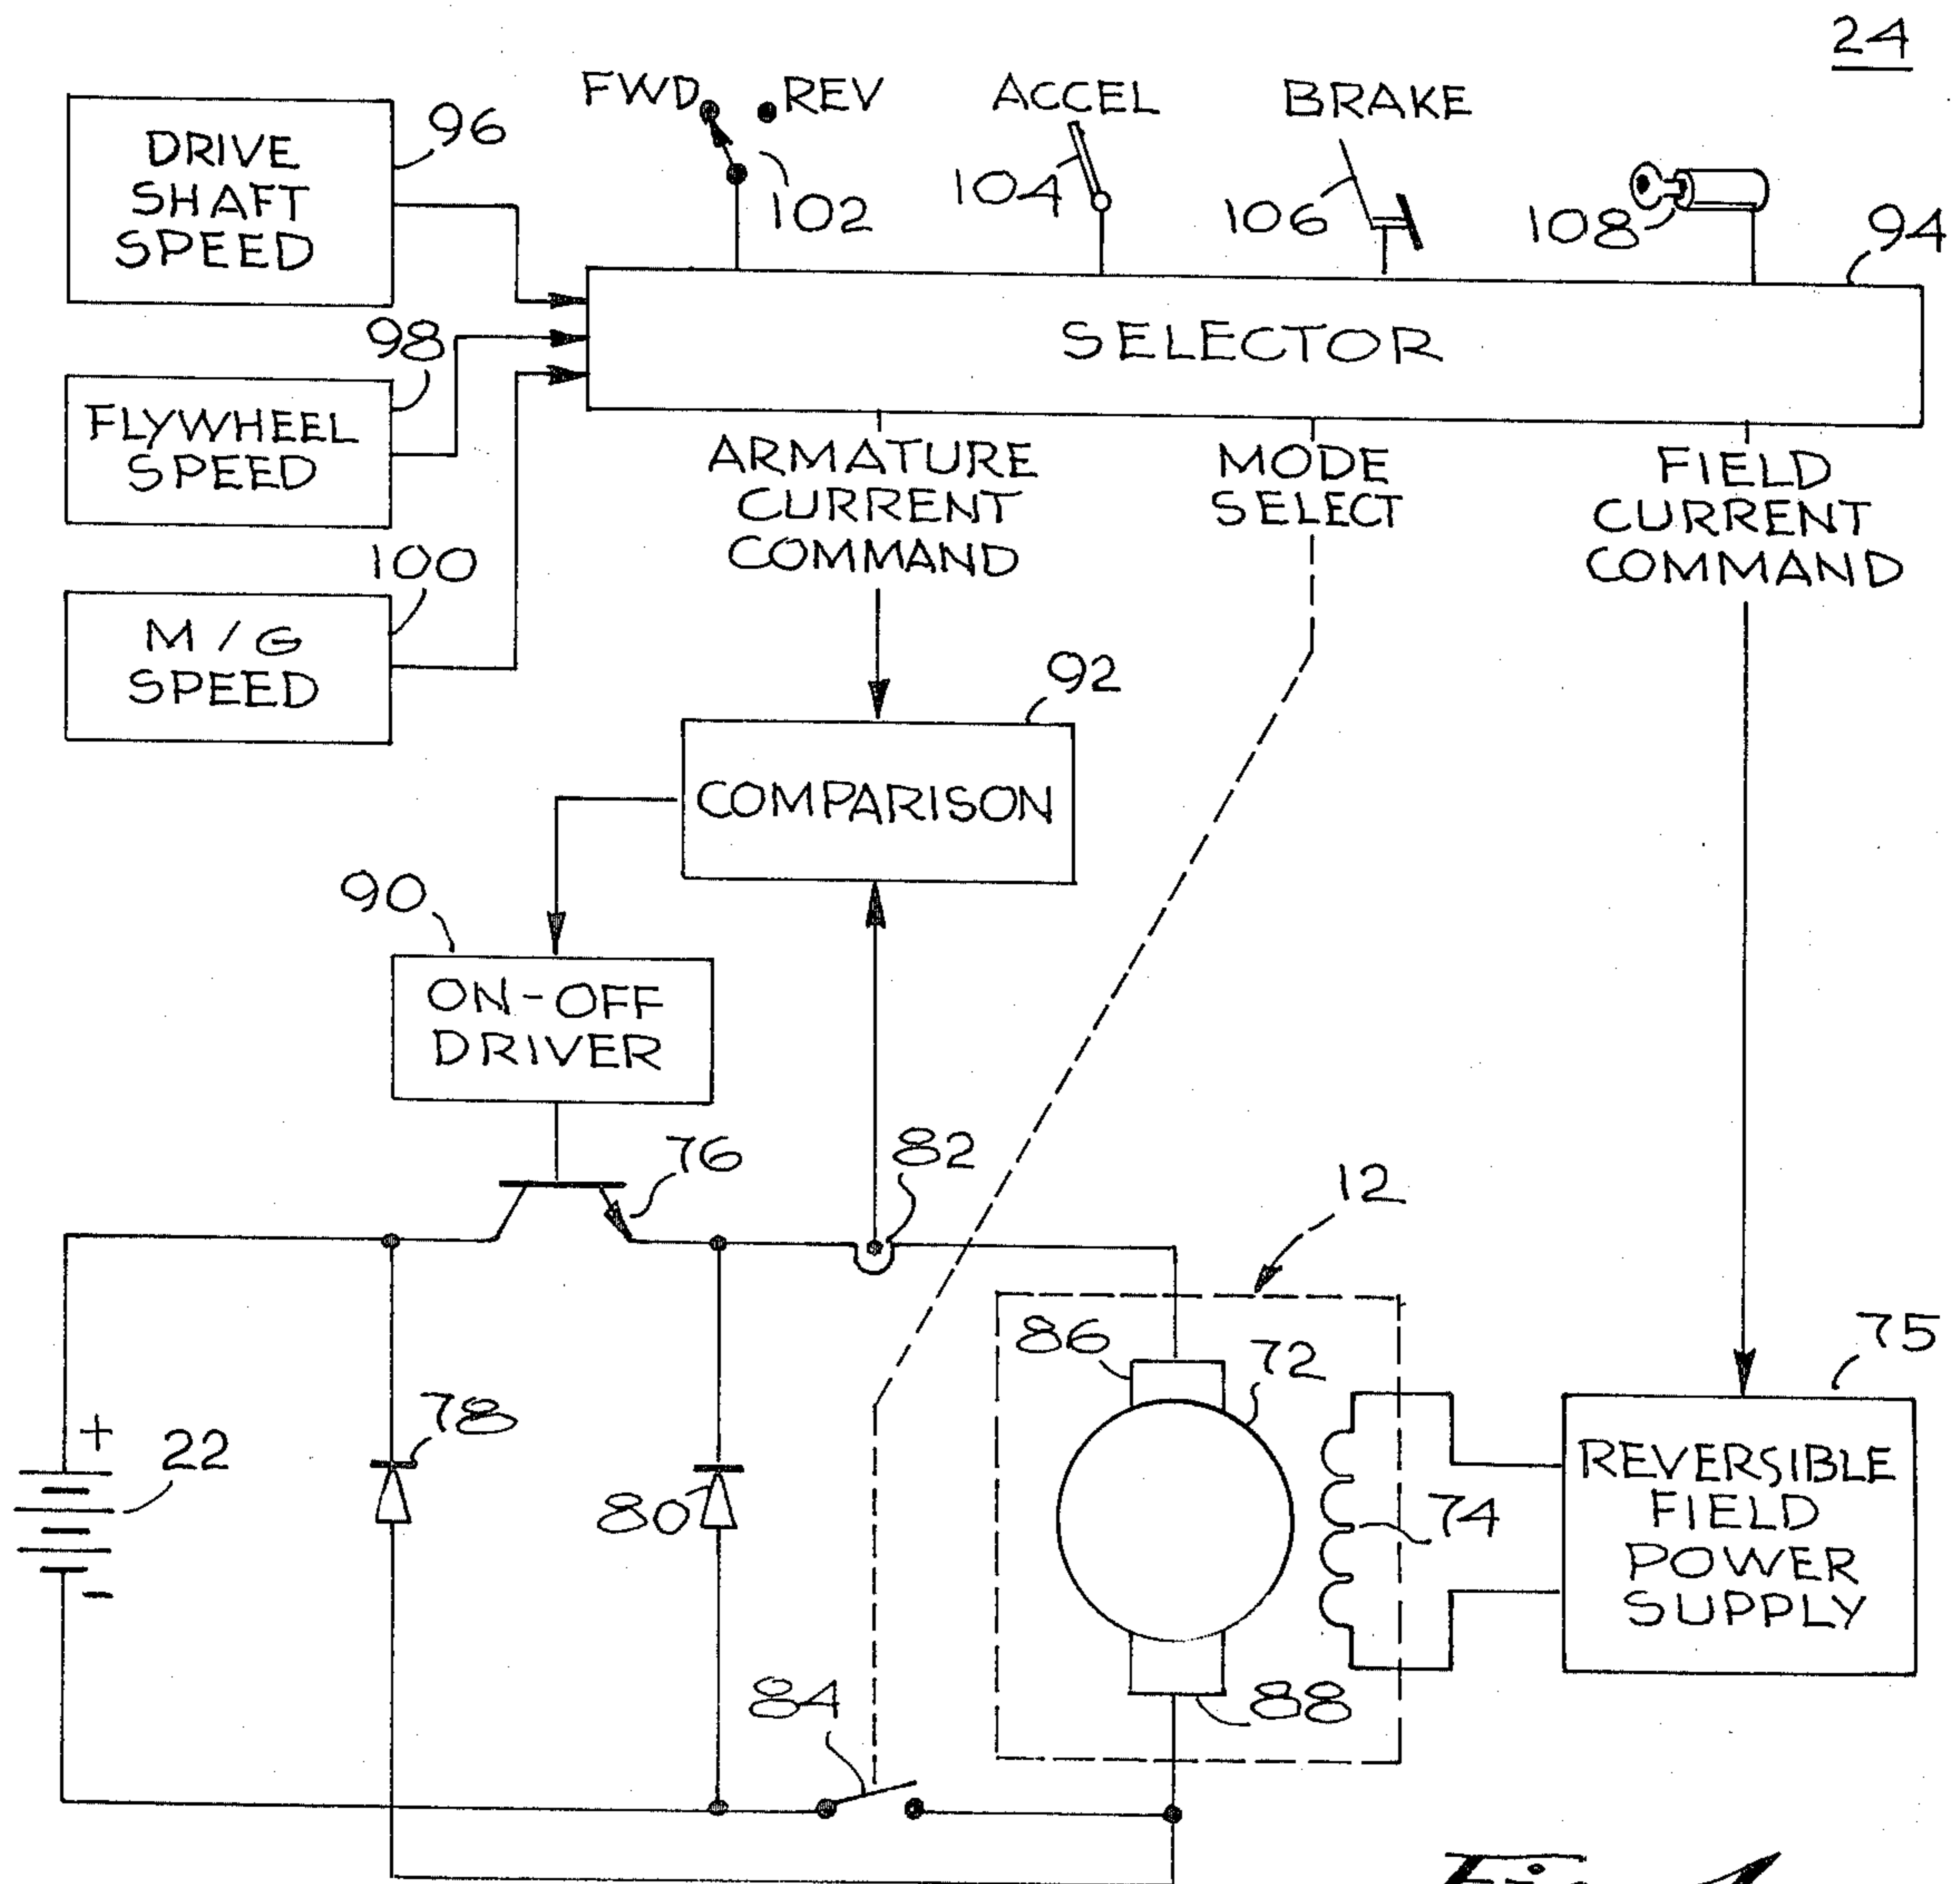 24
FWD
REV
ACCEL
BRAKE
96
DRIVE
SHAFT
SPEED
102
104
106
108
94
SELECTOR
98
FLYWHEEL
SPEED
ARMATURE
CURRENT
COMMAND
MODE
SELECT
FIELD
CURRENT
COMMAND
100
M/G
SPEED
92
COMPARISON
90
ON-OFF
DRIVER
76
82
12
86
72
75
+
22
78
80
74
REVERSIBLE
FIELD
POWER
SUPPLY
-
84
88